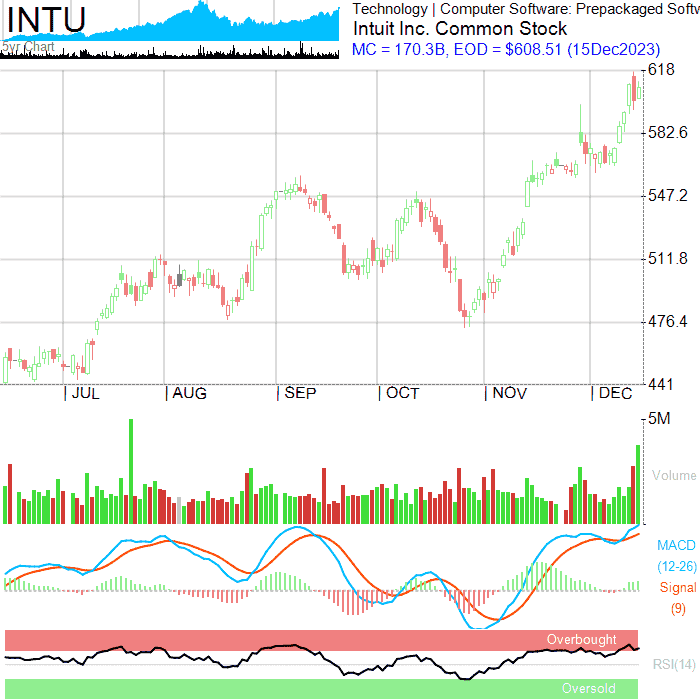 INTU
5yr Chart
Technology | Computer Software: Prepackaged Softw
Intuit Inc. Common Stock
MC = 170.3B, EOD = $608.51 (15Dec2023)
618
582.6
547.2
511.8
476.4
441
| JUL | AUG | SEP | OCT | NOV | DEC
5M
Volume
MACD
(12-26)
Signal
(9)
Overbought
RSI(14)
Oversold